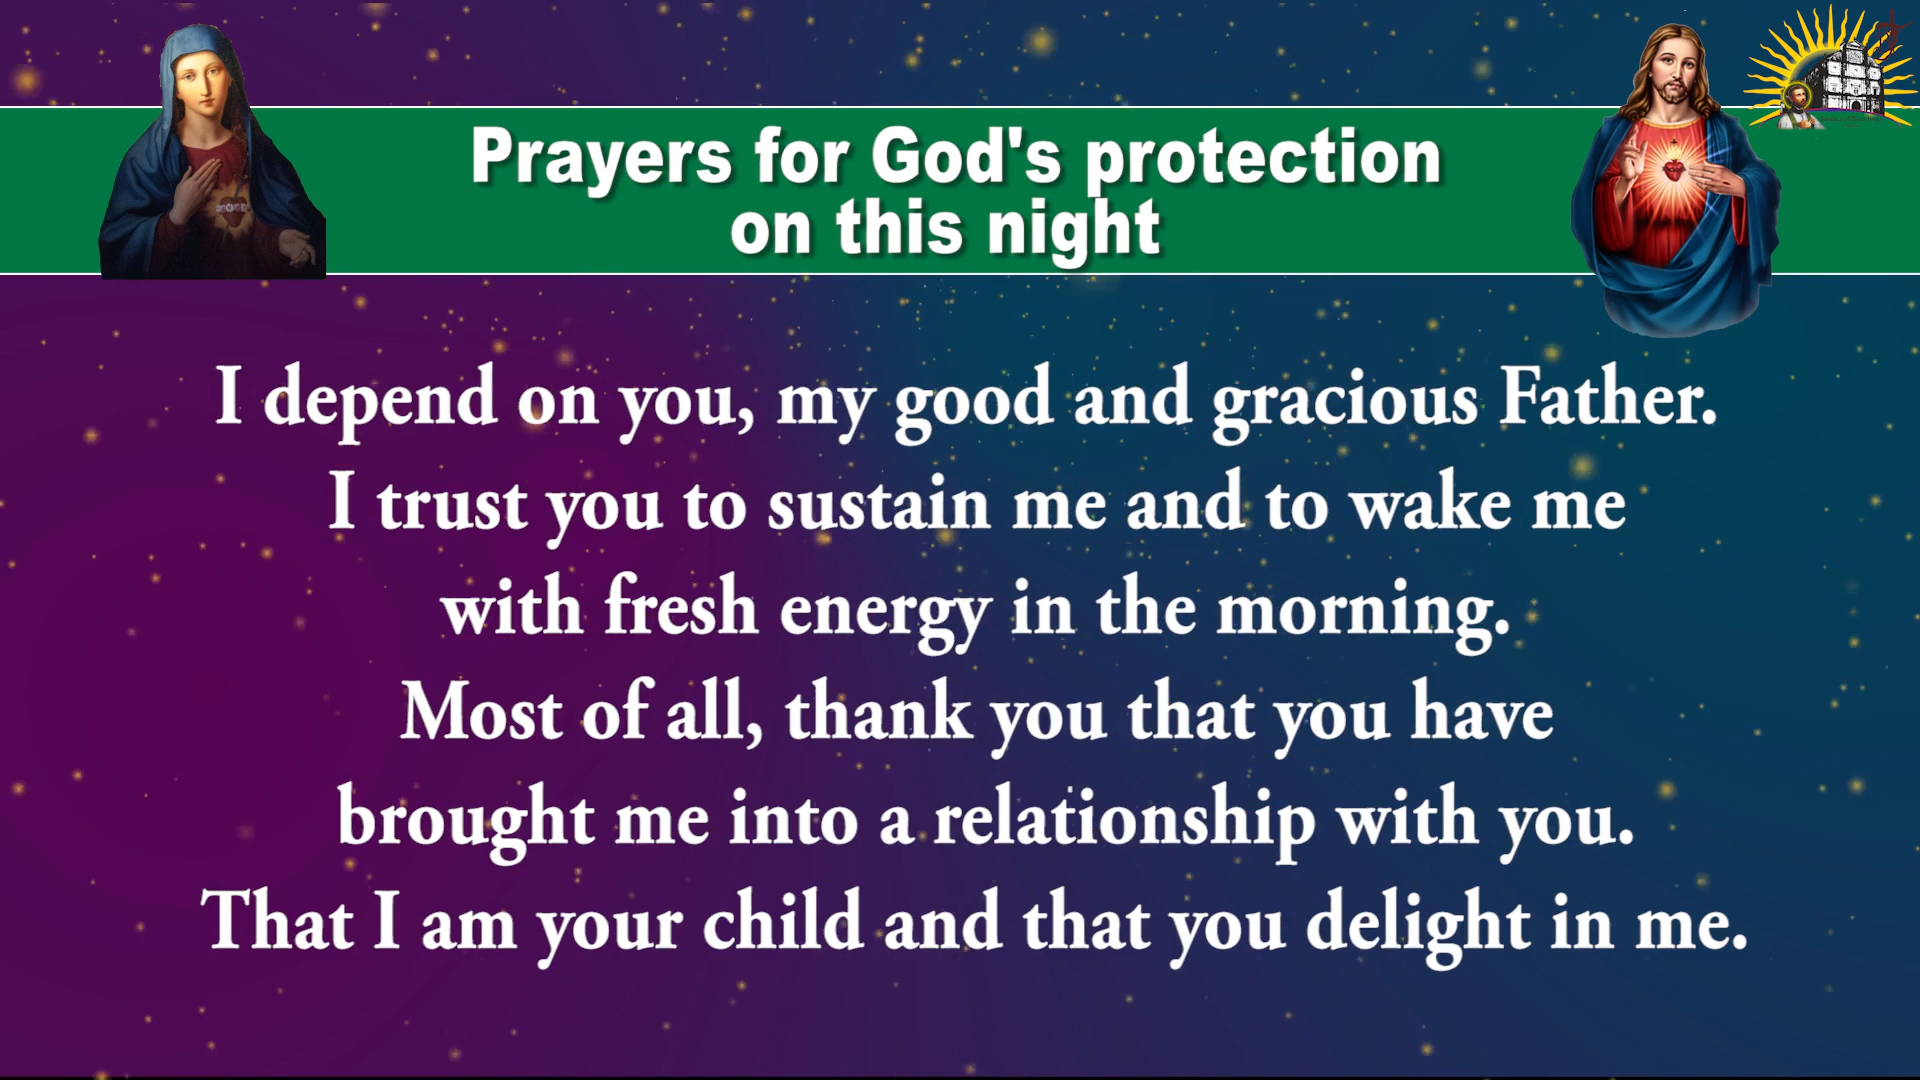 Prayers for God's protection
on this night
I depend on you, my good and gracious Father.
I trust you to sustain me and to wake me
with fresh energy in the morning.
Most of all, thank you that you have
brought me into a relationship with you.
That I am your child and that you delight in me.